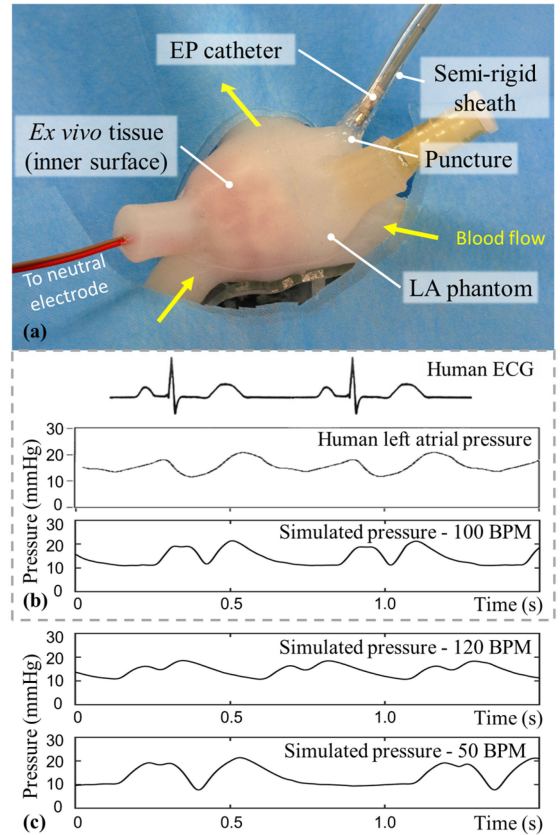 EP catheter
Semi-rigid
sheath
Ex vivo tissue
(inner surface)
Puncture
Blood flow
To neutral
electrode
LA phantom
(a)
Human ECG
Human left atrial pressure
30
20
10
0
Pressure (mmHg)
Simulated pressure - 100 BPM
30
20
10
0
0 0.5 1.0 Time (s)
(b)
Simulated pressure - 120 BPM
30
20
10
0
0 0.5 1.0 Time (s)
Pressure (mmHg)
Simulated pressure - 50 BPM
30
20
10
0
0 0.5 1.0 Time (s)
(c)